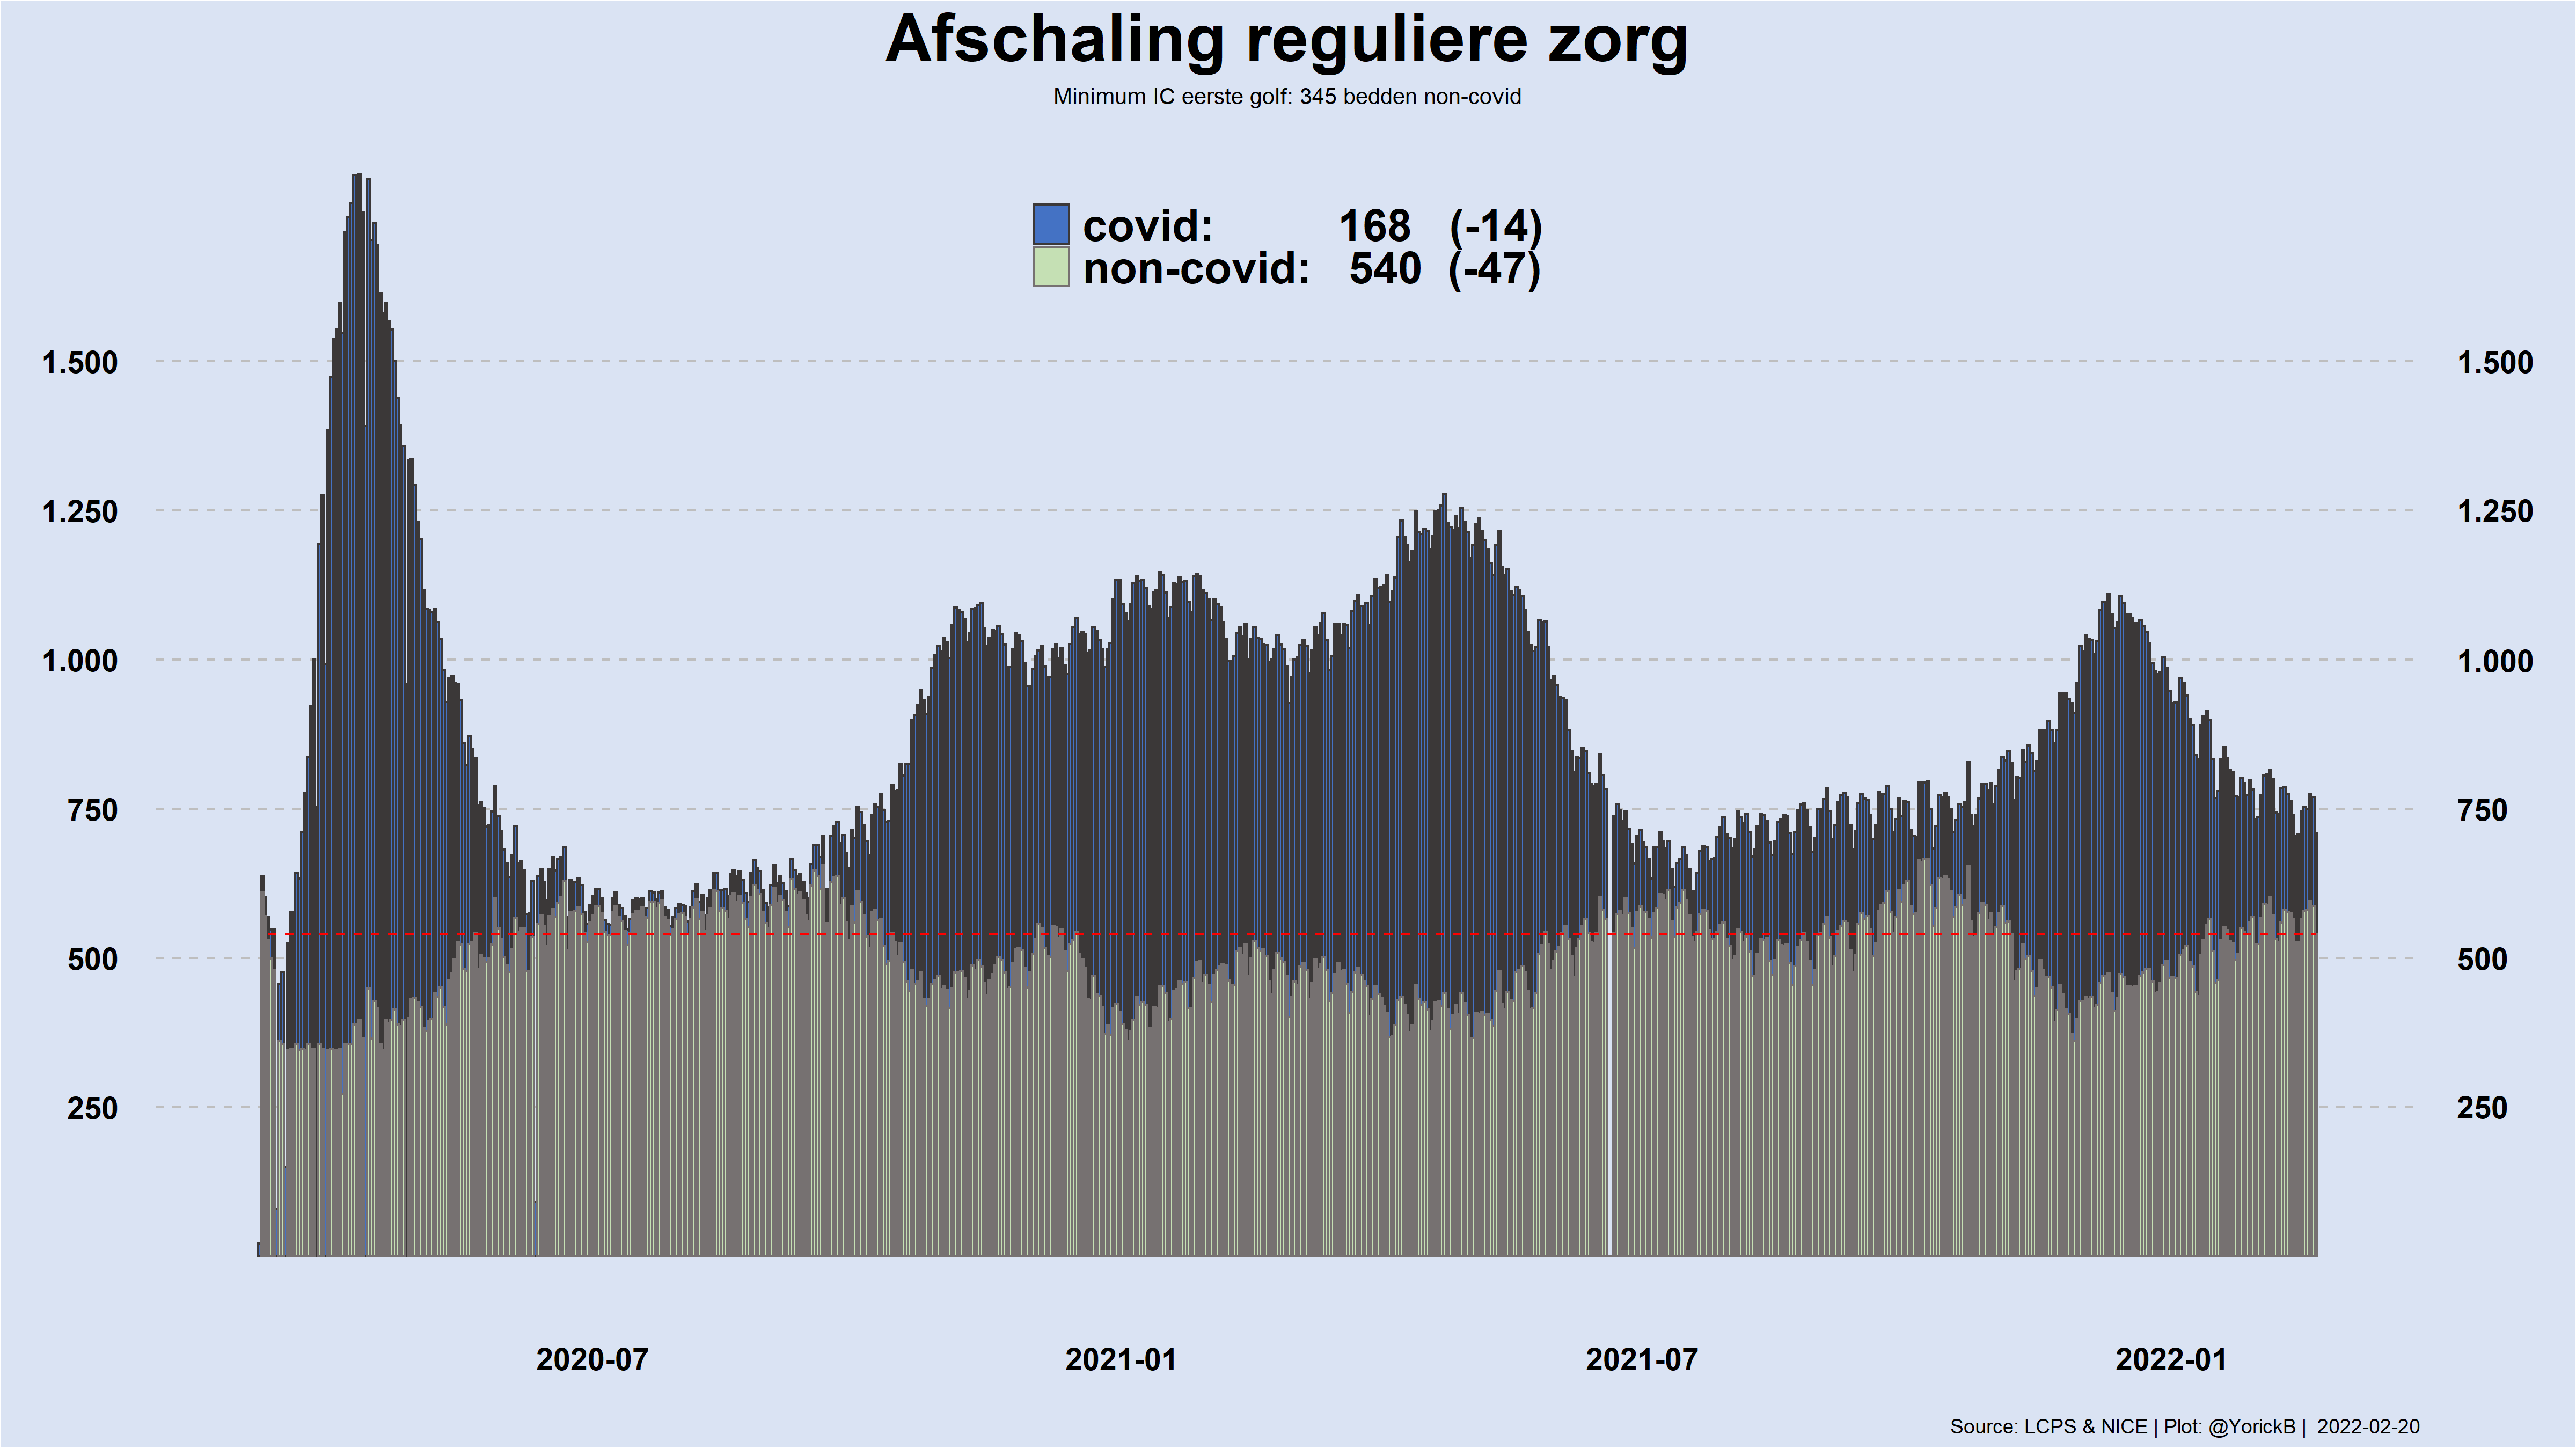 Afschaling reguliere zorg
Minimum IC eerste golf: 345 bedden non-covid
covid: 168 (-14)
non-covid: 540 (-47)
1.500 1.500
1.250 1.250
1.000 1.000
750 750
500 500
250 250
2020-07 2021-01 2021-07 2022-01
Source: LCPS & NICE | Plot: @YorickB | 2022-02-20